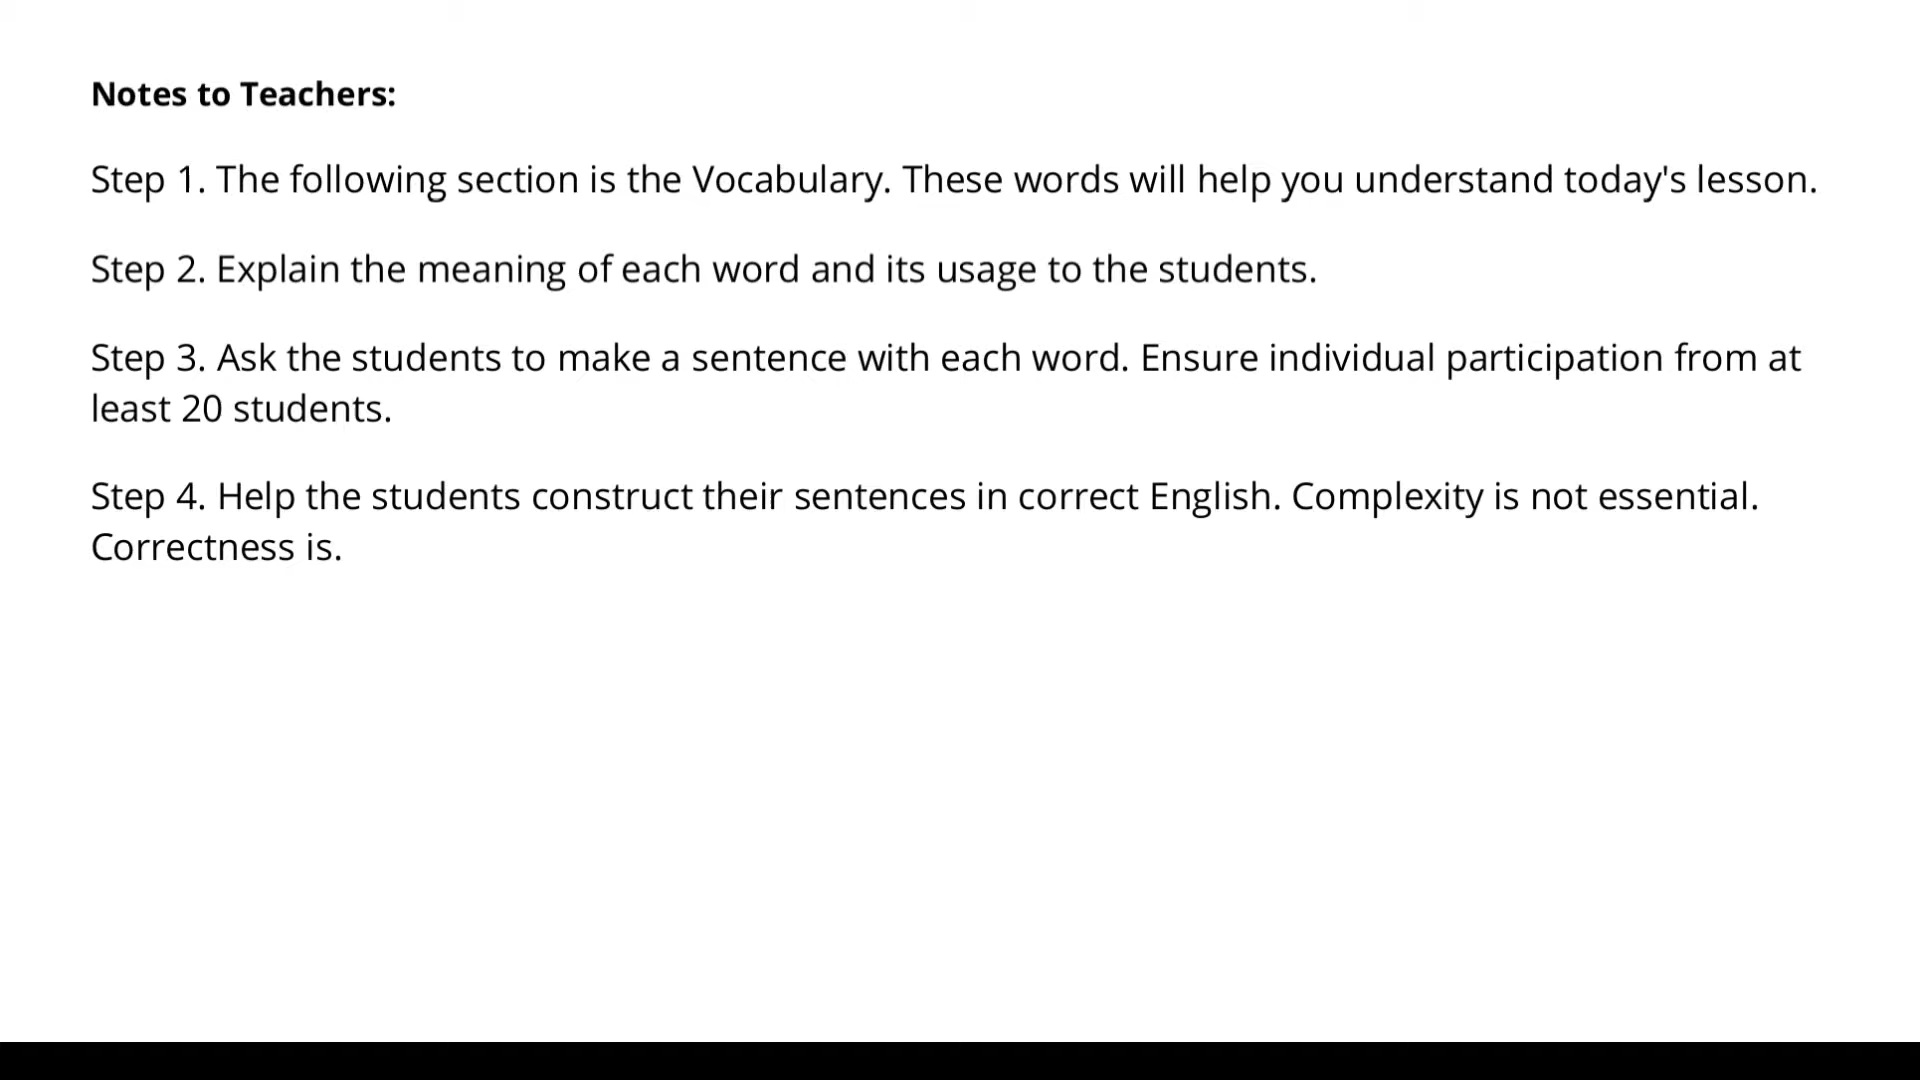 Notes to Teachers:
Step 1. The following section is the Vocabulary. These words will help you understand today's lesson.
Step 2. Explain the meaning of each word and its usage to the students.
Step 3. Ask the students to make a sentence with each word. Ensure individual participation from at
least 20 students.
Step 4. Help the students construct their sentences in correct English. Complexity is not essential.
Correctness is.